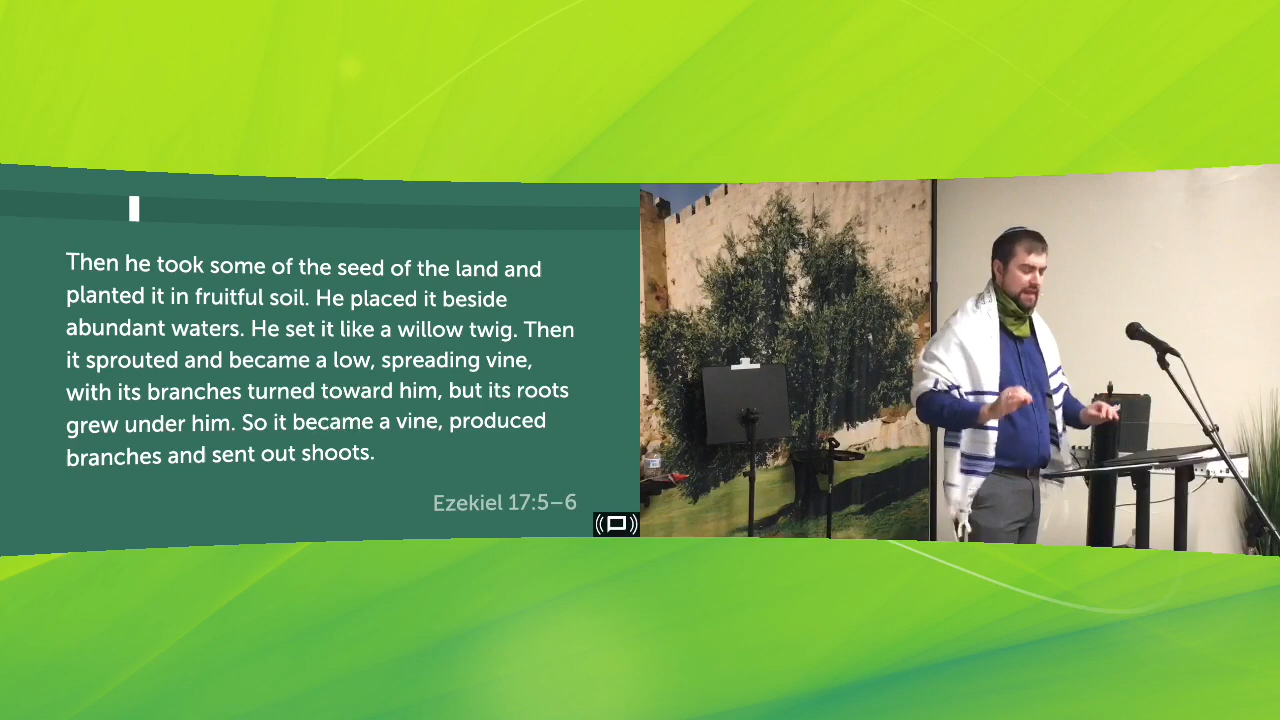 Then he took some of the seed of the land and
planted it in fruitful soil. He placed it beside
abundant waters. He set it like a willow twig. Then
it sprouted and became a low, spreading vine,
with its branches turned toward him, but its roots
grew under him. So it became a vine, produced
branches and sent out shoots.
Ezekiel 17:5–6